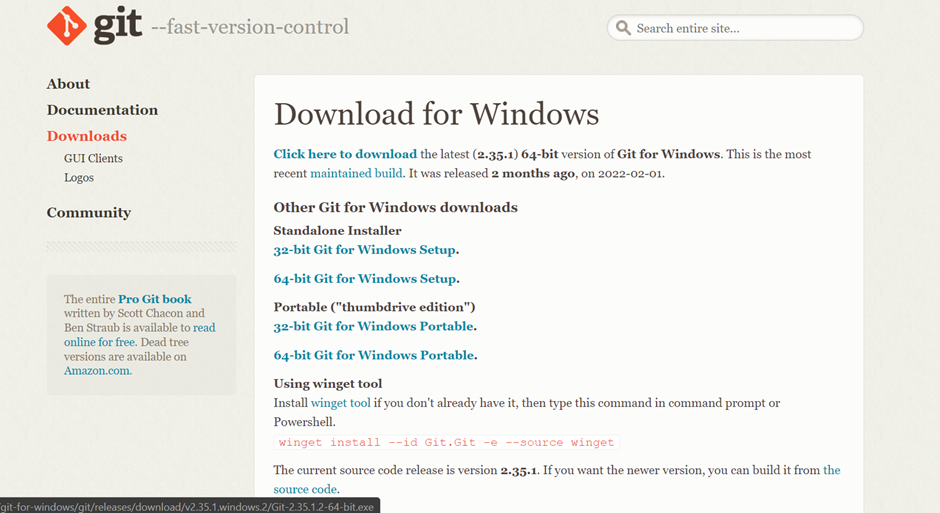 git --fast-version-control
Search entire site...
About
Documentation
Downloads
GUI Clients
Logos
Community
The entire Pro Git book
written by Scott Chacon and
Ben Straub is available to read
online for free. Dead tree
versions are available on
Amazon.com.
Download for Windows
Click here to download the latest (2.35.1) 64-bit version of Git for Windows. This is the most
recent maintained build. It was released 2 months ago, on 2022-02-01.
Other Git for Windows downloads
Standalone Installer
32-bit Git for Windows Setup.
64-bit Git for Windows Setup.
Portable ("thumbdrive edition")
32-bit Git for Windows Portable.
64-bit Git for Windows Portable.
Using winget tool
Install winget tool if you don't already have it, then type this command in command prompt or
Powershell.
winget install --id Git.Git -e --source winget
The current source code release is version 2.35.1. If you want the newer version, you can build it from the
source code.
git-for-windows/git/releases/download/v2.35.1.windows.2/Git-2.35.1.2-64-bit.exe